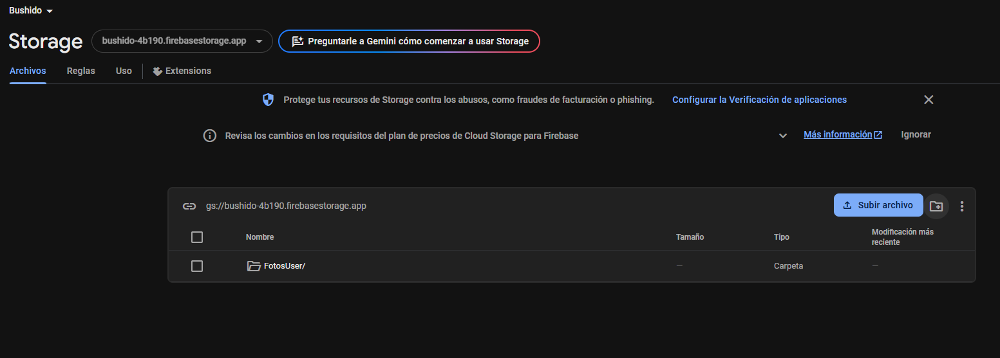 Bushido
Storage
bushido-4b190.firebasestorage.app
Preguntarle a Gemini cómo comenzar a usar Storage
Archivos
Reglas
Uso
Extensions
Protege tus recursos de Storage contra los abusos, como fraudes de facturación o phishing.
Configurar la Verificación de aplicaciones
Revisa los cambios en los requisitos del plan de precios de Cloud Storage para Firebase
Más información
Ignorar
gs://bushido-4b190.firebasestorage.app
Subir archivo
Nombre
Tamaño
Tipo
Modificación más
reciente
FotosUser/
—
Carpeta
—